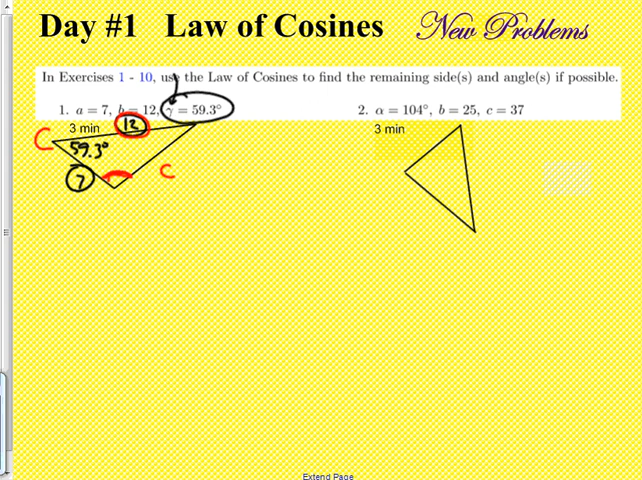 Day #1 Law of Cosines New Problems
In Exercises 1 - 10, use the Law of Cosines to find the remaining side(s) and angle(s) if possible.
1. a = 7, b = 12, γ = 59.3° 2. α = 104°, b = 25, c = 37
3 min 12 3 min
C 59.3°
7 c
Extend Page